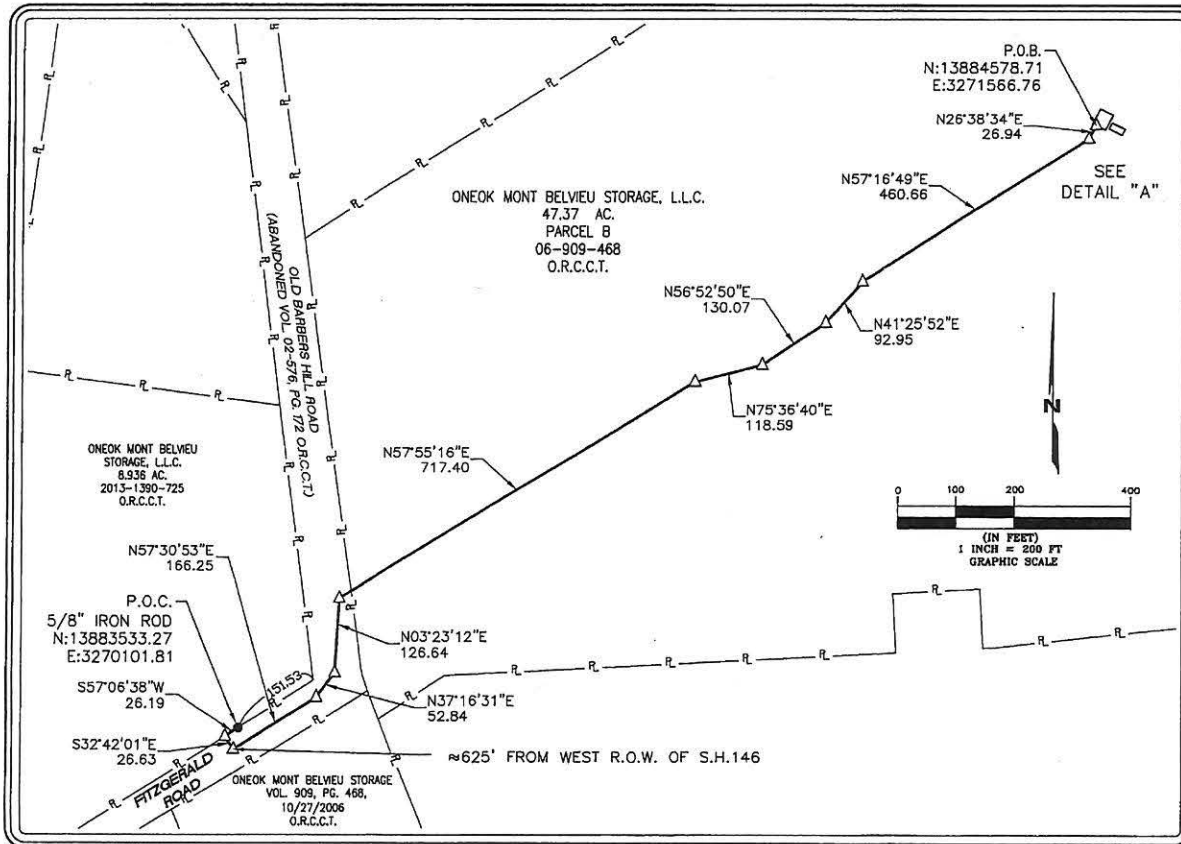 P.O.B.
N:13884578.71
E:3271566.76
N26°38'34"E
26.94
SEE
DETAIL "A"
N57°16'49"E
460.66
ONEOK MONT BELVIEU STORAGE, L.L.C.
47.37 AC.
PARCEL B
06-909-468
O.R.C.C.T.
OLD BARBERS HILL ROAD
(ABANDONED VOL. 02-576, PG. 172 O.R.C.C.T.)
N56°52'50"E
130.07
N41°25'52"E
92.95
N75°36'40"E
118.59
N
N57°55'16"E
717.40
ONEOK MONT BELVIEU
STORAGE, L.L.C.
8.936 AC.
2013-1390-725
O.R.C.C.T.
0 100 200 400
(IN FEET)
1 INCH = 200 FT
GRAPHIC SCALE
N57°30'53"E
166.25
P.O.C.
5/8" IRON ROD
N:13883533.27
E:3270101.81
S57°06'38"W
26.19
151.53
N03°23'12"E
126.64
N37°16'31"E
52.84
S32°42'01"E
26.63
≈625' FROM WEST R.O.W. OF S.H.146
FITZGERALD
ROAD
ONEOK MONT BELVIEU STORAGE
VOL. 909, PG. 468,
10/27/2006
O.R.C.C.T.